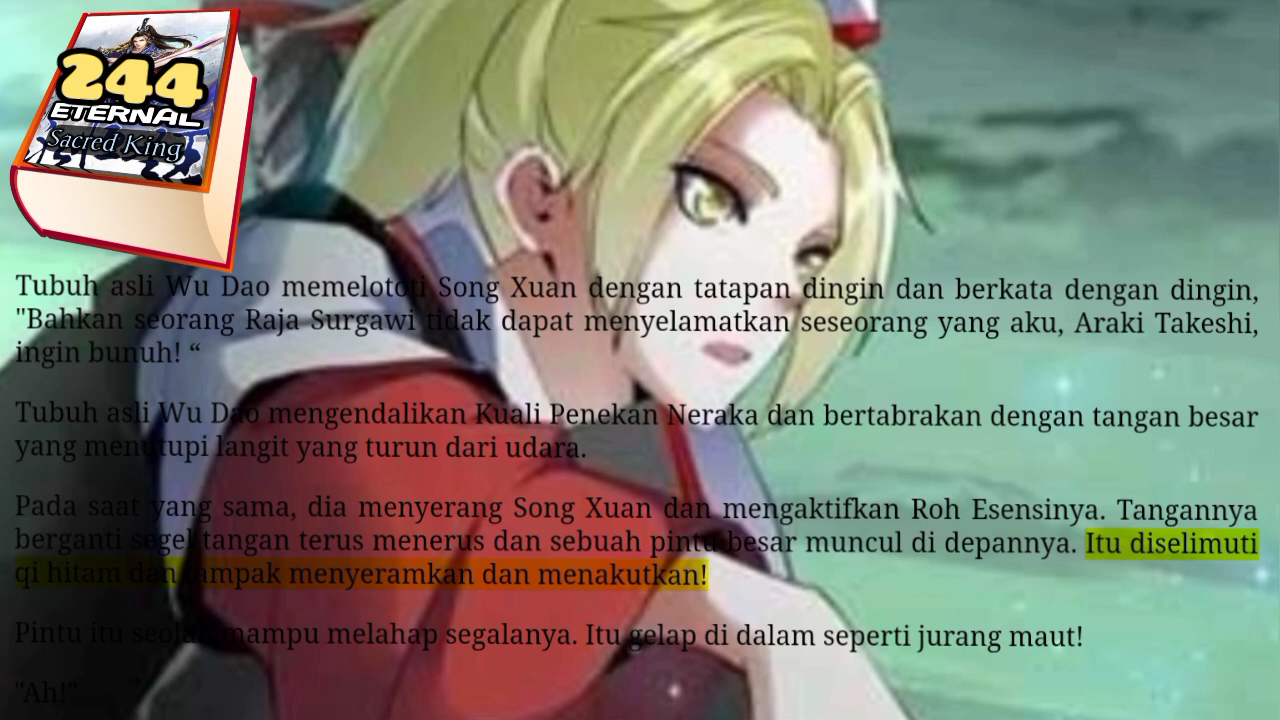 244
ETERNAL
Sacred King
Tubuh asli Wu Dao memelototi Song Xuan dengan tatapan dingin dan berkata dengan dingin,
"Bahkan seorang Raja Surgawi tidak dapat menyelamatkan seseorang yang aku, Araki Takeshi,
ingin bunuh! “
Tubuh asli Wu Dao mengendalikan Kuali Penekan Neraka dan bertabrakan dengan tangan besar
yang menutupi langit yang turun dari udara.
Pada saat yang sama, dia menyerang Song Xuan dan mengaktifkan Roh Esensinya. Tangannya
berganti segel tangan terus menerus dan sebuah pintu besar muncul di depannya. Itu diselimuti
qi hitam dan tampak menyeramkan dan menakutkan!
Pintu itu seolah mampu melahap segalanya. Itu gelap di dalam seperti jurang maut!
"Ah!"